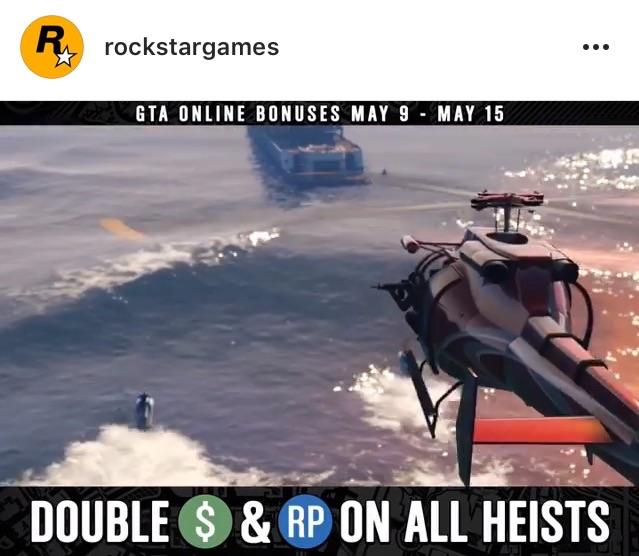 R
rockstargames
GTA ONLINE BONUSES MAY 9 - MAY 15
DOUBLE $ & RP ON ALL HEISTS